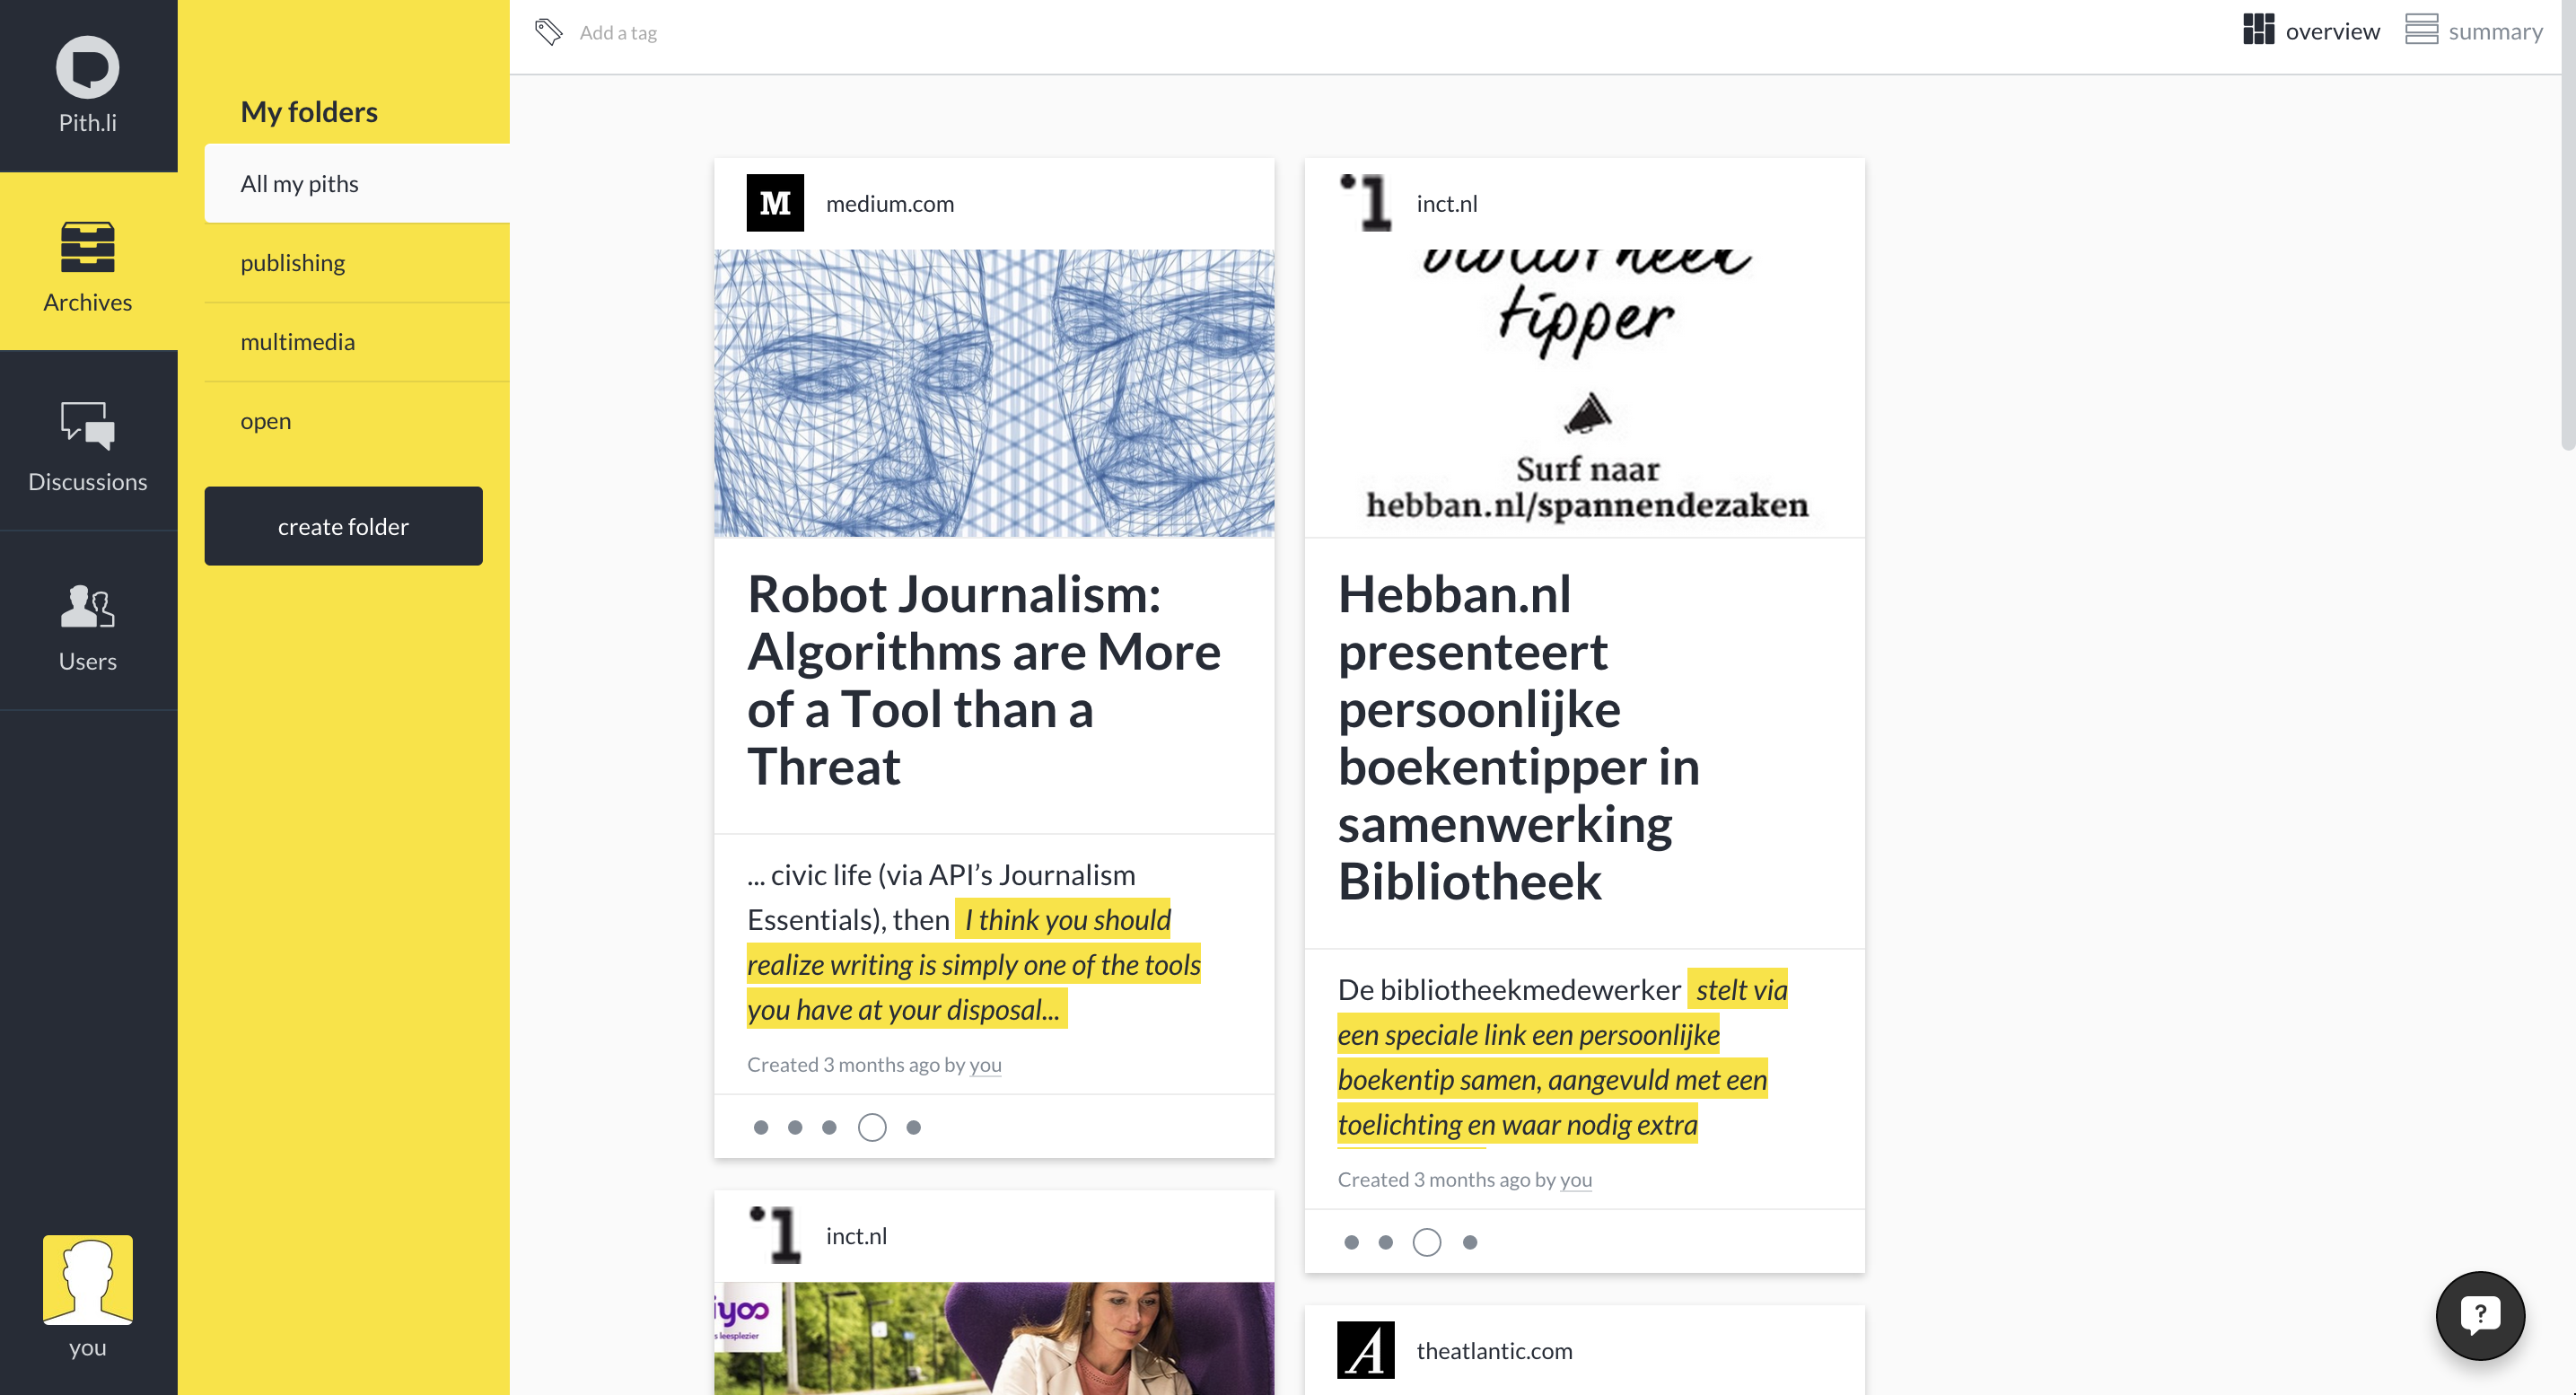 Pith.li
Archives
Discussions
Users
you
My folders
All my piths
publishing
multimedia
open
create folder
Add a tag
overview
summary
M
medium.com
Robot Journalism:
Algorithms are More
of a Tool than a
Threat
... civic life (via API’s Journalism
Essentials), then I think you should
realize writing is simply one of the tools
you have at your disposal...
Created 3 months ago by you
inct.nl
leesplezier
inct.nl
bibliotheek
tipper
Surf naar
hebban.nl/spannendezaken
Hebban.nl
presenteert
persoonlijke
boekentipper in
samenwerking
Bibliotheek
De bibliotheekmedewerker stelt via
een speciale link een persoonlijke
boekentip samen, aangevuld met een
toelichting en waar nodig extra
Created 3 months ago by you
A
theatlantic.com
?